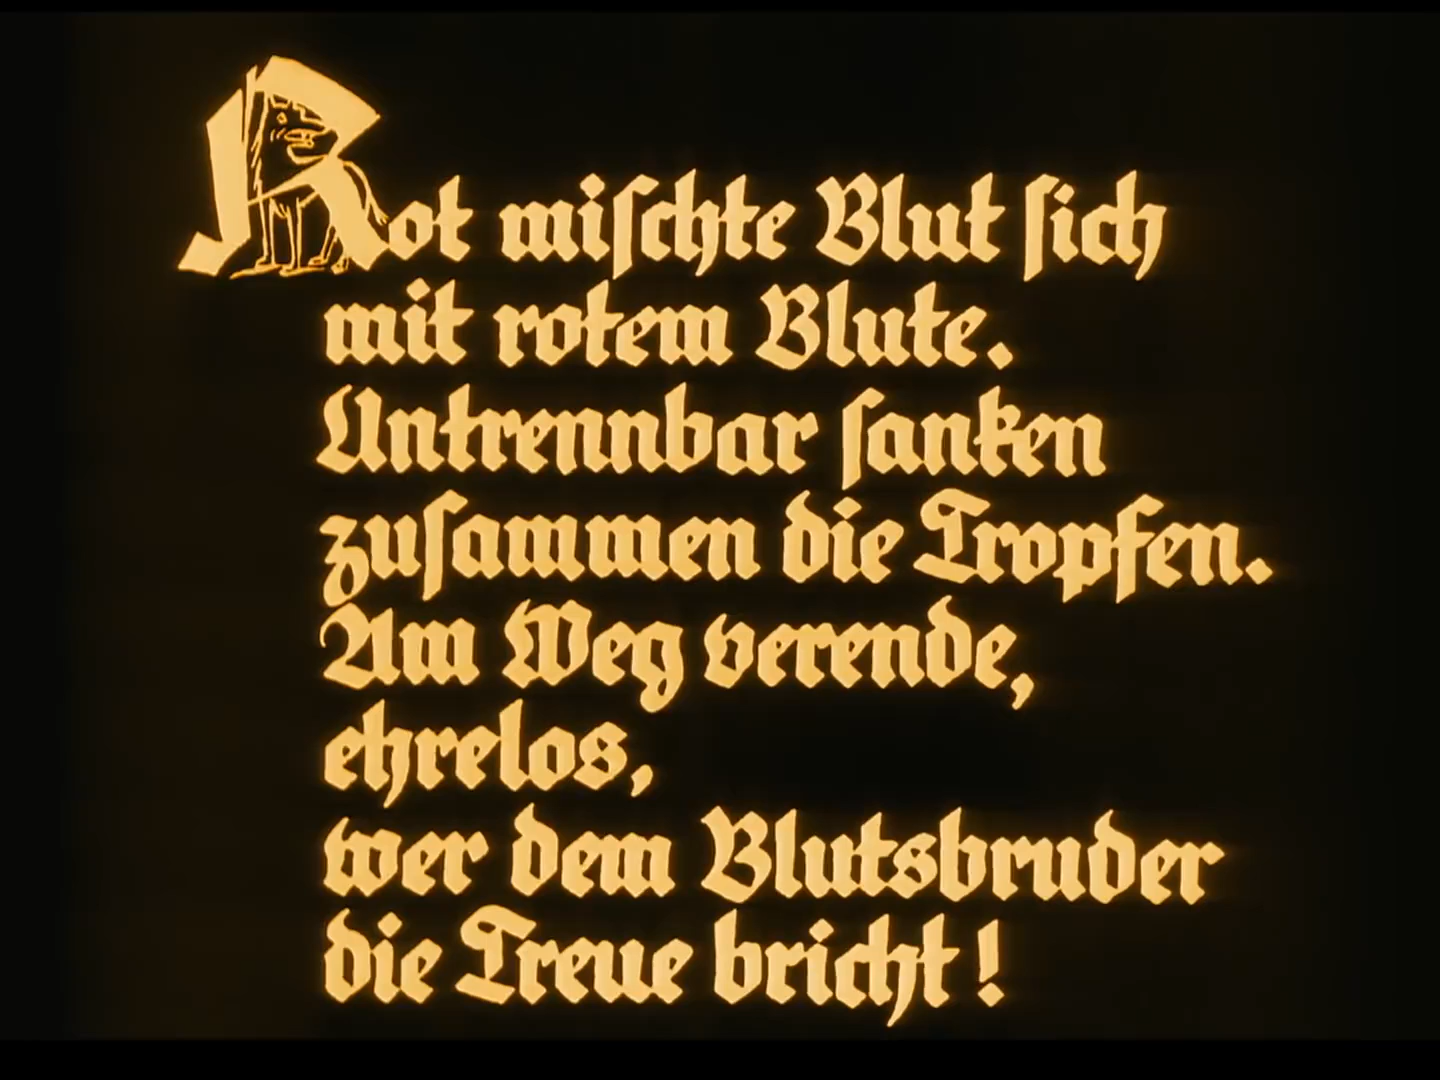 Rot miſchte Blut ſich
mit rotem Blute.
Untrennbar ſanken
zuſammen die Tropfen.
Am Weg verende,
ehrelos,
wer dem Blutsbruder
die Treue bricht!